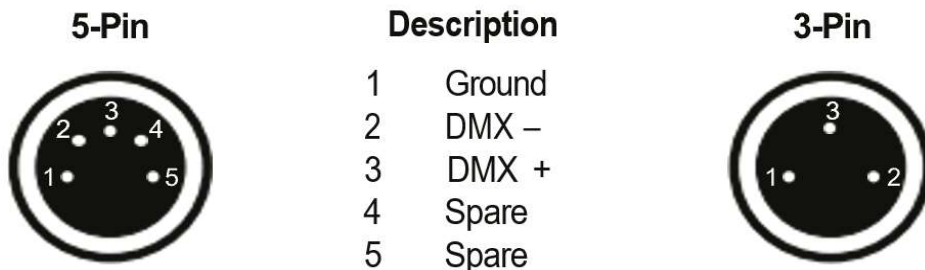 5-Pin
Description
3-Pin
1 Ground
2 DMX –
3 DMX +
4 Spare
5 Spare
3
2
4
1
5
3
1
2